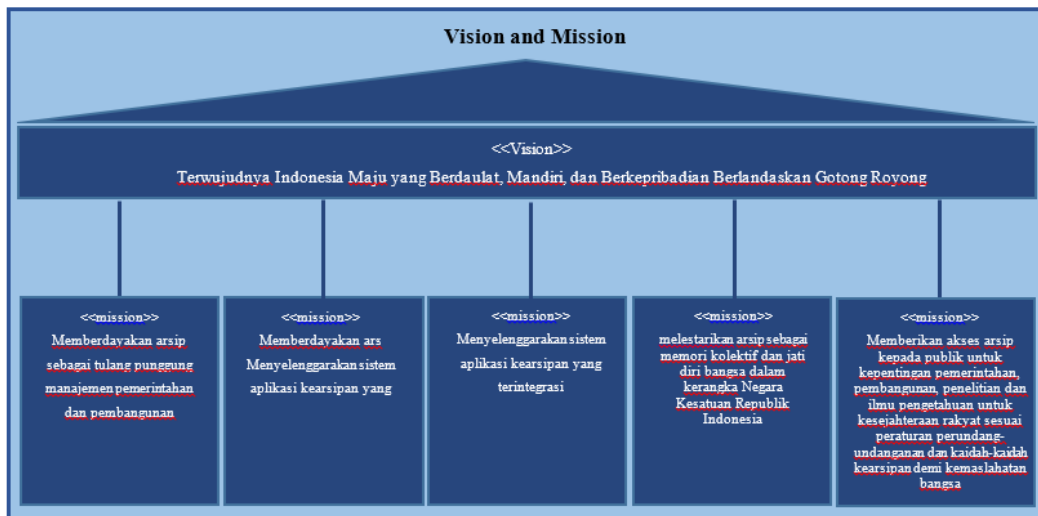 Vision and Mission
<<Vision>>
Terwujudnya Indonesia Maju yang Berdaulat, Mandiri, dan Berkepribadian Berlandaskan Gotong Royong
<<mission>>
Memberdayakan arsip
sebagai tulang punggung
manajemen pemerintahan
dan pembangunan
<<mission>>
Memberdayakan ars
Menyelenggarakan sistem
aplikasi kearsipan yang
<<mission>>
Menyelenggarakan sistem
aplikasi kearsipan yang
terintegrasi
<<mission>>
melestarikan arsip sebagai
memori kolektif dan jati
diri bangsa dalam
kerangka Negara
Kesatuan Republik
Indonesia
<<mission>>
Memberikan akses arsip
kepada publik untuk
kepentingan pemerintahan,
pembangunan, penelitian dan
ilmu pengetahuan untuk
kesejahteraan rakyat sesuai
peraturan perundang-
undanganan dan kaidah-kaidah
kearsipan demi kemaslahatan
bangsa